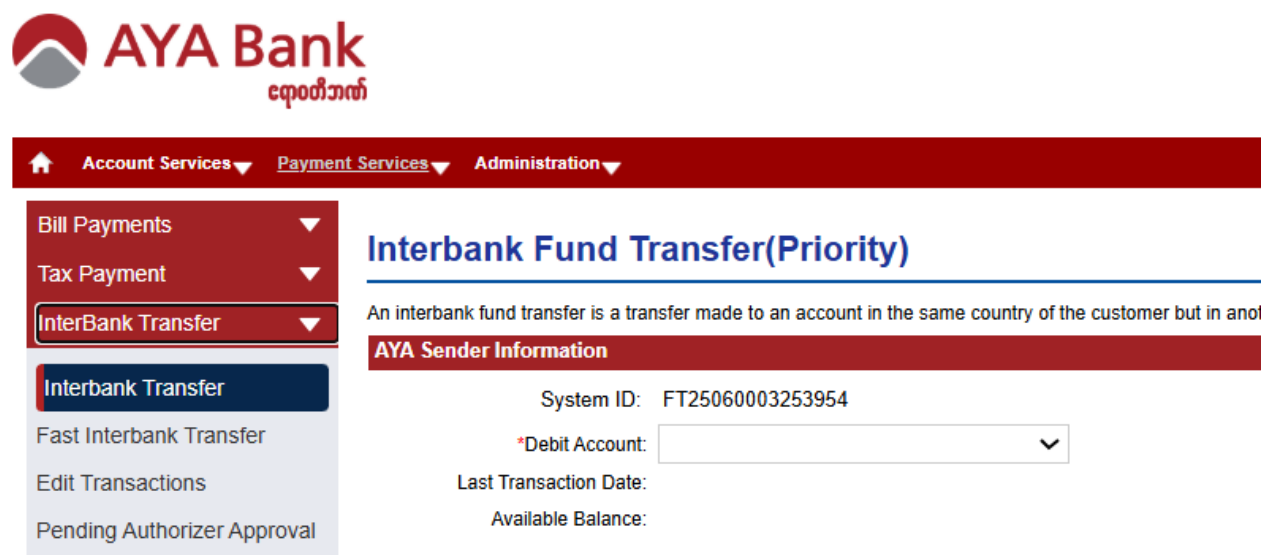 AYA Bank
ဧရာဝတီဘဏ်
Account Services Payment Services Administration
Bill Payments
Tax Payment
InterBank Transfer
Interbank Transfer
Fast Interbank Transfer
Edit Transactions
Pending Authorizer Approval
Interbank Fund Transfer(Priority)
An interbank fund transfer is a transfer made to an account in the same country of the customer but in
AYA Sender Information
System ID: FT25060003253954
*Debit Account:
Last Transaction Date:
Available Balance: